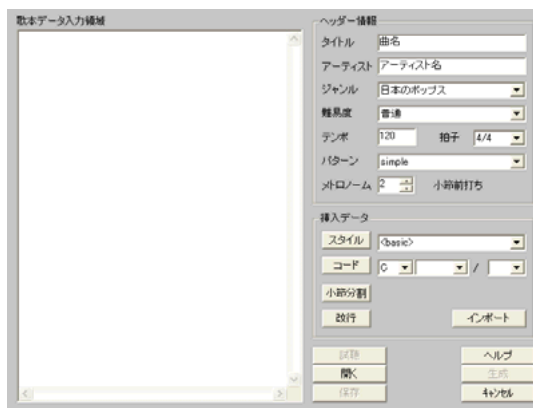 歌本データ入力領域
ヘッダー情報
タイトル 曲名
アーティスト アーティスト名
ジャンル 日本のポップス
難易度 普通
テンポ 120 拍子 4/4
パターン simple
メトロノーム 2 小節前打ち
挿入データ
スタイル <basic>
コード C /
小節分割
改行 インポート
試聴 ヘルプ
開く 生成
保存 キャンセル